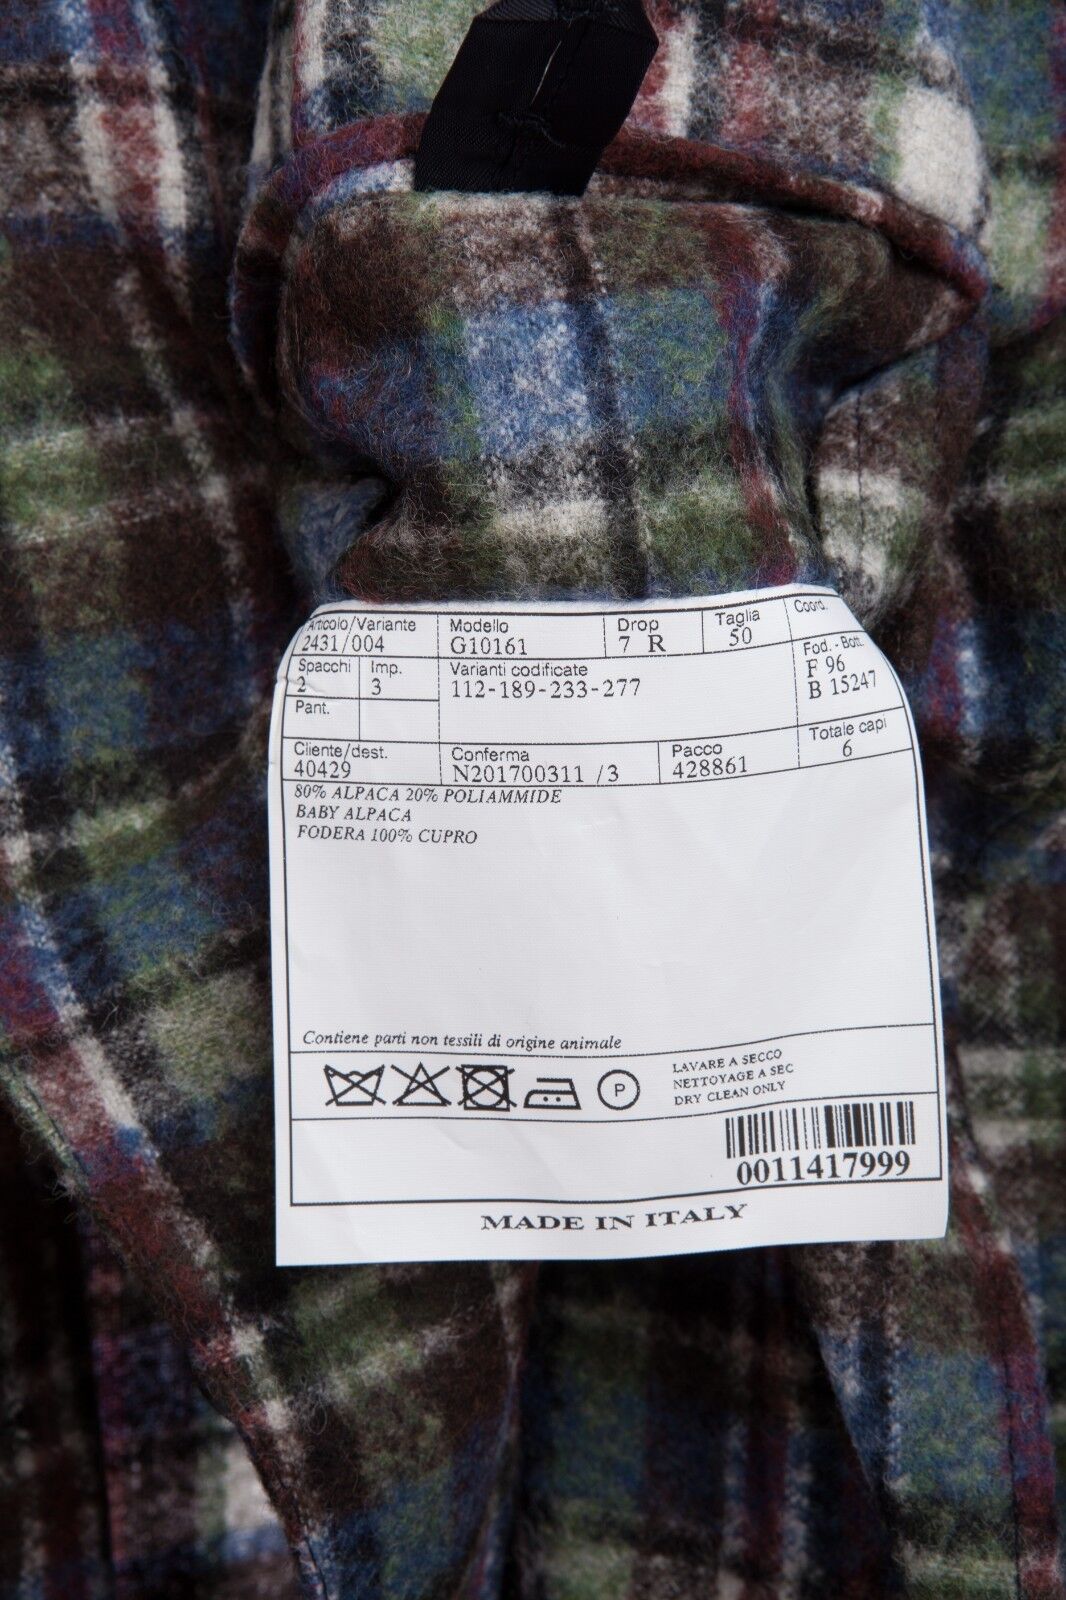 Articolo/Variante Modello Drop Taglia Coord.
2431/004 G10161 7 R 50
Spacchi Imp. Varianti codificate Fod. - Bott.
2 3 112-189-233-277 F 96
B 15247
Pant.
Cliente/dest. Conferma Pacco Totale capi
40429 N201700311 /3 428861 6
80% ALPACA 20% POLIAMMIDE
BABY ALPACA
FODERA 100% CUPRO
Contiene parti non tessili di origine animale
P
LAVARE A SECCO
NETTOYAGE A SEC
DRY CLEAN ONLY
0011417999
MADE IN ITALY